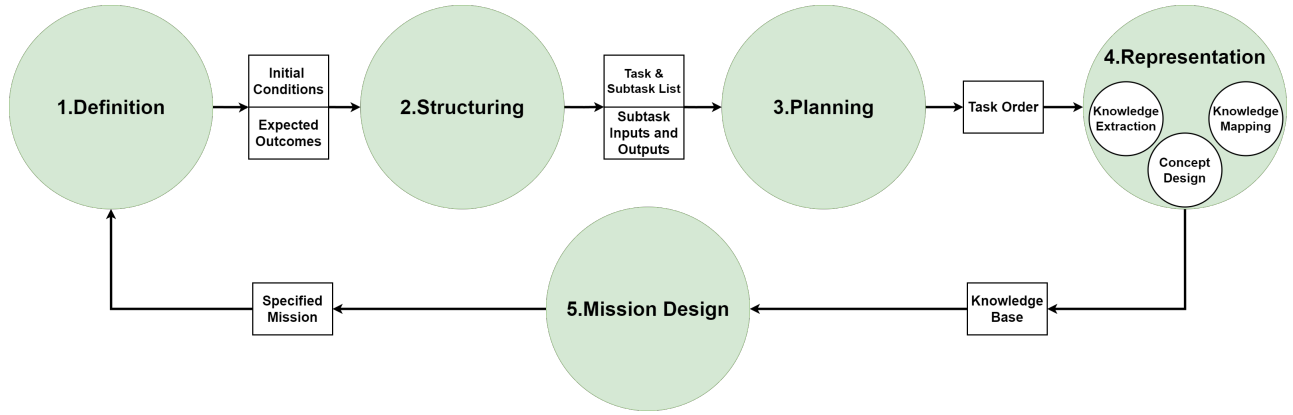 1.Definition
Initial
Conditions
Expected
Outcomes
2.Structuring
Task &
Subtask List
Subtask
Inputs and
Outputs
3.Planning
Task Order
4.Representation
Knowledge
Extraction
Knowledge
Mapping
Concept
Design
Specified
Mission
5.Mission Design
Knowledge
Base